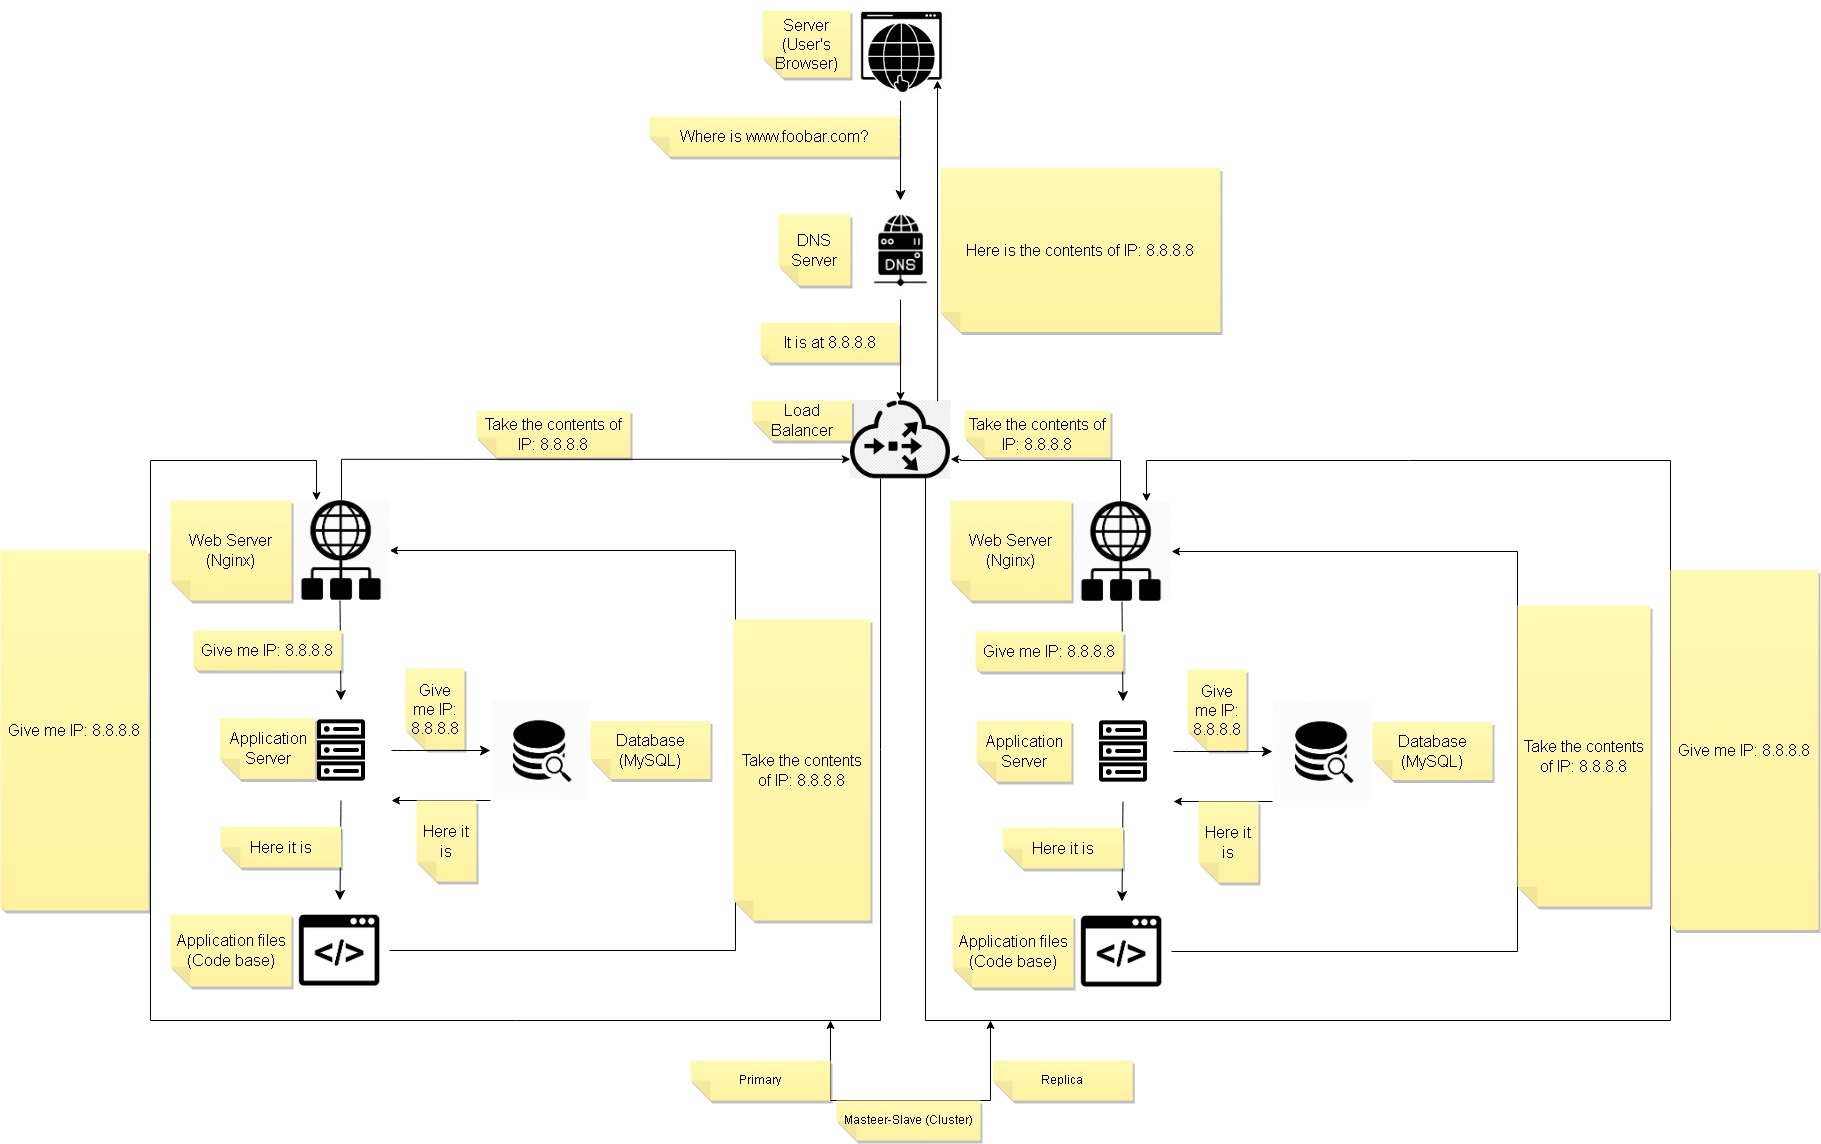 Server
(User's
Browser)
Where is www.foobar.com?
Here is the contents of IP: 8.8.8.8
DNS
Server
DNS
It is at 8.8.8.8
Load
Balancer
Take the contents of
IP: 8.8.8.8
Take the contents of
IP: 8.8.8.8
Web Server
(Nginx)
Web Server
(Nginx)
Give me IP: 8.8.8.8
Give me IP: 8.8.8.8
Give me IP: 8.8.8.8
Application
Server
Give
me IP:
8.8.8.8
Database
(MySQL)
Take the contents
of IP: 8.8.8.8
Here it is
Here it
is
Application files
(Code base)
</>
Give me IP: 8.8.8.8
Application
Server
Give
me IP:
8.8.8.8
Database
(MySQL)
Take the contents
of IP: 8.8.8.8
Here it is
Here it
is
Application files
(Code base)
</>
Primary
Replica
Masteer-Slave (Cluster)